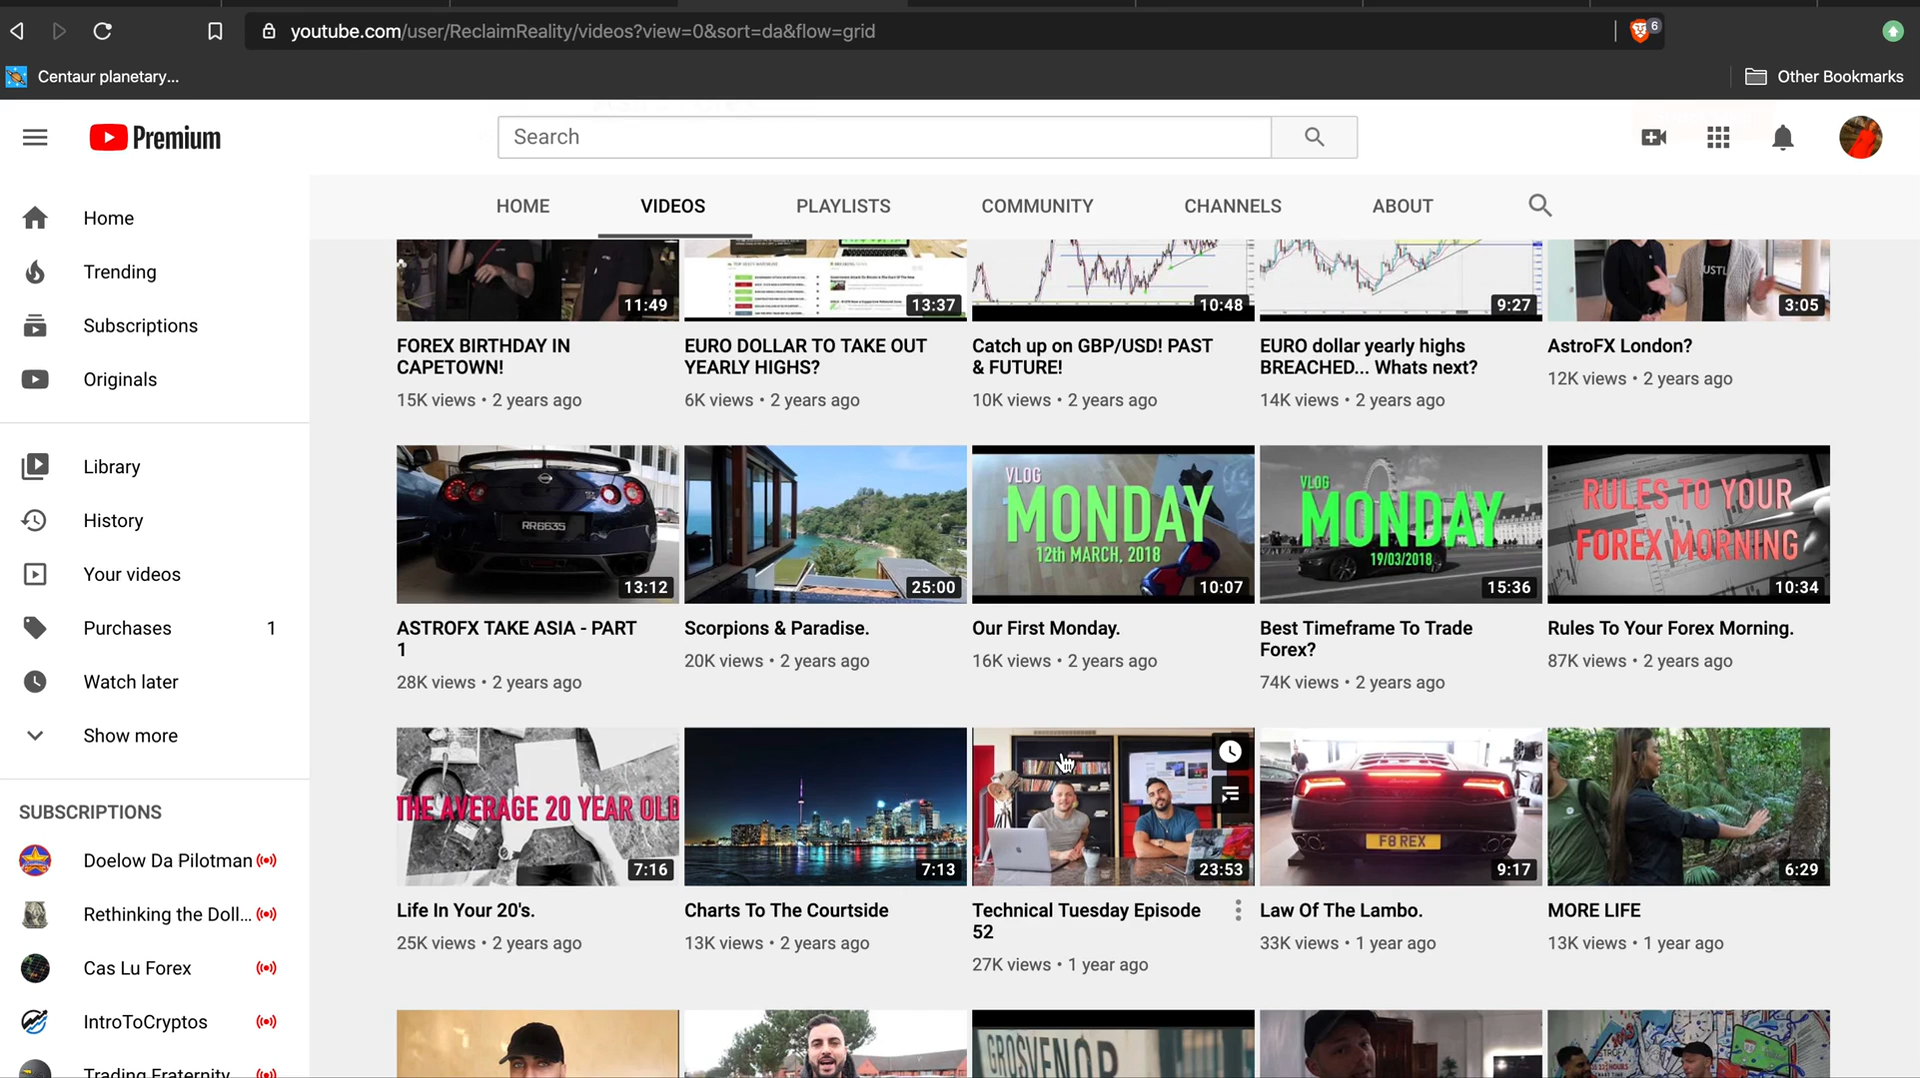 youtube.com/user/ReclaimReality/videos?view=0&sort=da&flow=grid
6
Centaur planetary...
Other Bookmarks
Premium
Search
HOME
VIDEOS
PLAYLISTS
COMMUNITY
CHANNELS
ABOUT
Home
Trending
Subscriptions
Originals
Library
History
Your videos
Purchases
1
Watch later
Show more
SUBSCRIPTIONS
Doelow Da Pilotman
Rethinking the Doll...
Cas Lu Forex
IntroToCryptos
Trading Fraternity
11:49
FOREX BIRTHDAY IN
CAPETOWN!
15K views • 2 years ago
13:37
EURO DOLLAR TO TAKE OUT
YEARLY HIGHS?
6K views • 2 years ago
10:48
Catch up on GBP/USD! PAST
& FUTURE!
10K views • 2 years ago
9:27
EURO dollar yearly highs
BREACHED... Whats next?
14K views • 2 years ago
3:05
AstroFX London?
12K views • 2 years ago
RR6635
13:12
ASTROFX TAKE ASIA - PART
1
28K views • 2 years ago
25:00
Scorpions & Paradise.
20K views • 2 years ago
VLOG
MONDAY
12th MARCH, 2018
10:07
Our First Monday.
16K views • 2 years ago
VLOG
MONDAY
19/03/2018
15:36
Best Timeframe To Trade
Forex?
74K views • 2 years ago
RULES TO YOUR
FOREX MORNING
10:34
Rules To Your Forex Morning.
87K views • 2 years ago
THE AVERAGE 20 YEAR OLD
7:16
Life In Your 20's.
25K views • 2 years ago
7:13
Charts To The Courtside
13K views • 2 years ago
23:53
Technical Tuesday Episode
52
27K views • 1 year ago
F8 REX
9:17
Law Of The Lambo.
33K views • 1 year ago
6:29
MORE LIFE
13K views • 1 year ago
GROSVENOR